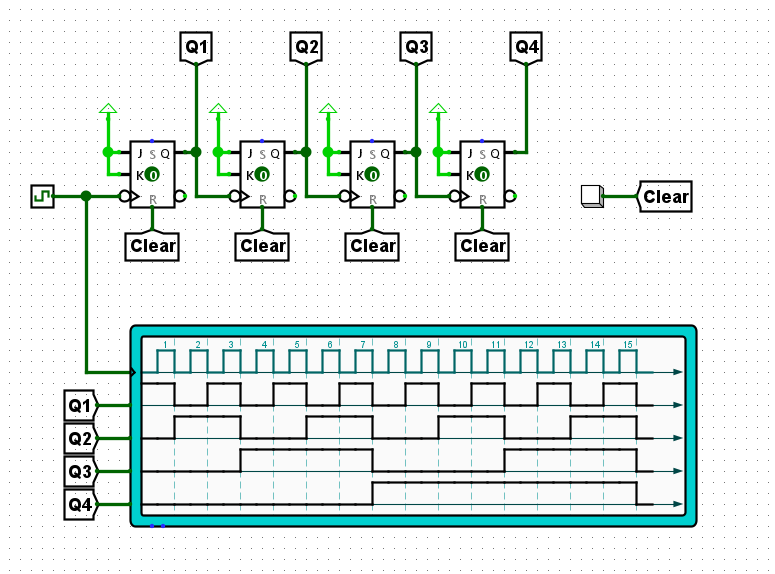 Q1 Q2 Q3 Q4
J S Q J S Q J S Q J S Q
K 0 K 0 K 0 K 0
R R R R
Clear
Clear Clear Clear Clear
1 2 3 4 5 6 7 8 9 10 11 12 13 14 15
Q1
Q2
Q3
Q4